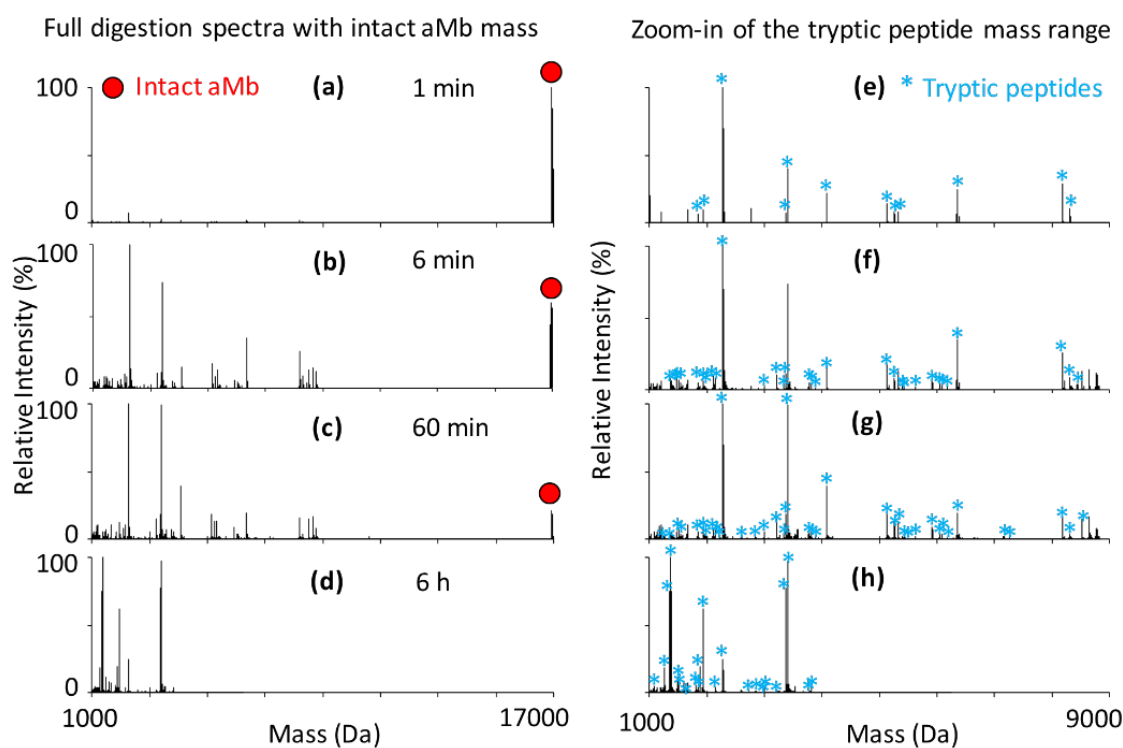 Full digestion spectra with intact aMb mass
Zoom-in of the tryptic peptide mass range
Intact aMb
(a)
1 min
100
0
(b)
6 min
100
0
(c)
60 min
100
0
(d)
6 h
100
0
Relative Intensity (%)
1000
17000
Mass (Da)
(e)
* Tryptic peptides
(f)
(g)
(h)
Relative Intensity (%)
1000
9000
Mass (Da)